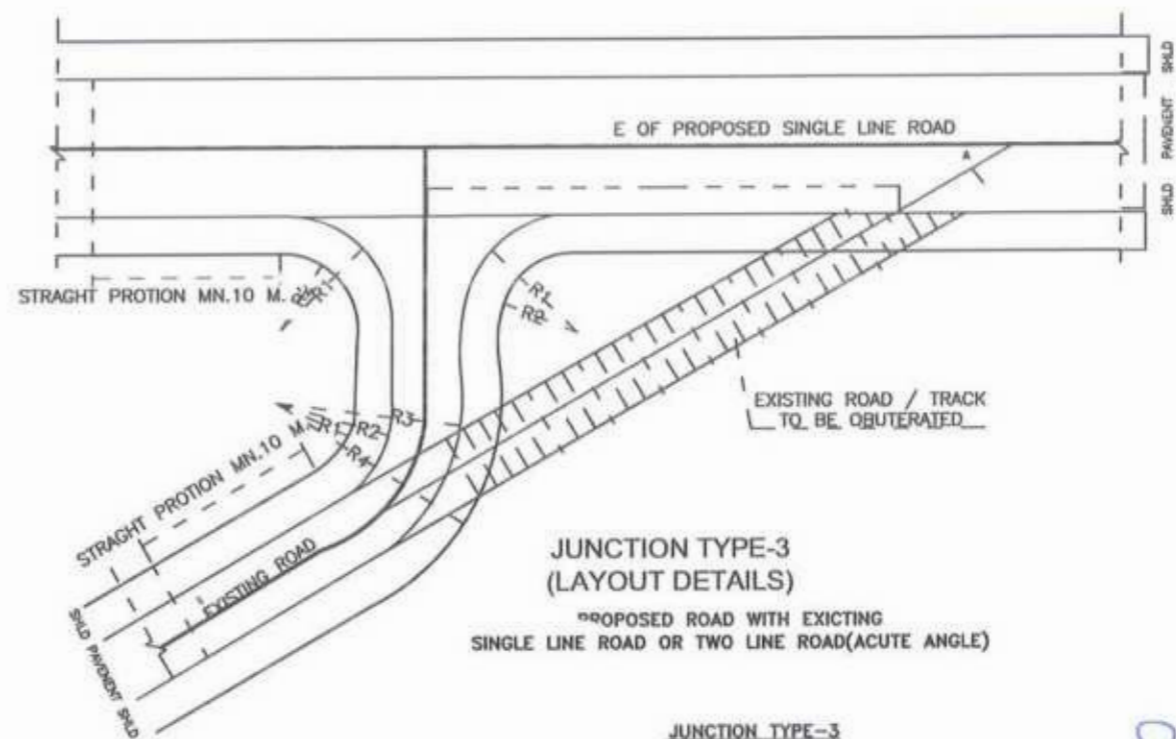 SHLD
PAVEMENT
SHLD
E OF PROPOSED SINGLE LINE ROAD
A
STRAGHT PROTION MN.10 M.
R1
R2
EXISTING ROAD / TRACK
TO BE OBUTERATED
R3
R1
R2
R4
STRAGHT PROTION MN.10 M.
EXISTING ROAD
SHLD PAVEMENT SHLD
JUNCTION TYPE-3
(LAYOUT DETAILS)
PROPOSED ROAD WITH EXICTING
SINGLE LINE ROAD OR TWO LINE ROAD(ACUTE ANGLE)
JUNCTION TYPE-3